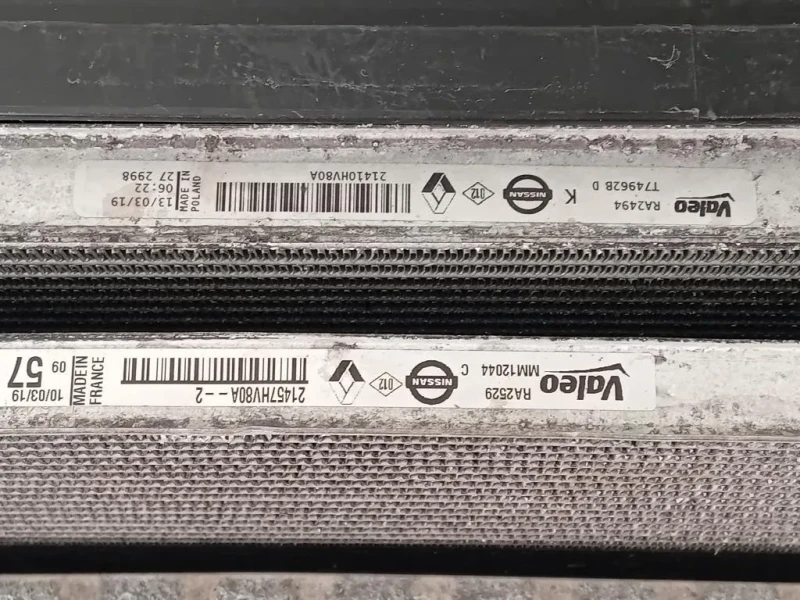 Valeo
RA2529
MM12044 C
NISSAN
D12
21457HV80A--2
MADE IN
FRANCE
09
57
10/03/19
Valeo
RA2494
T74962B D
K
NISSAN
D12
21410HV80A
MADE IN
POLAND
27 2998
06:22
13/03/19